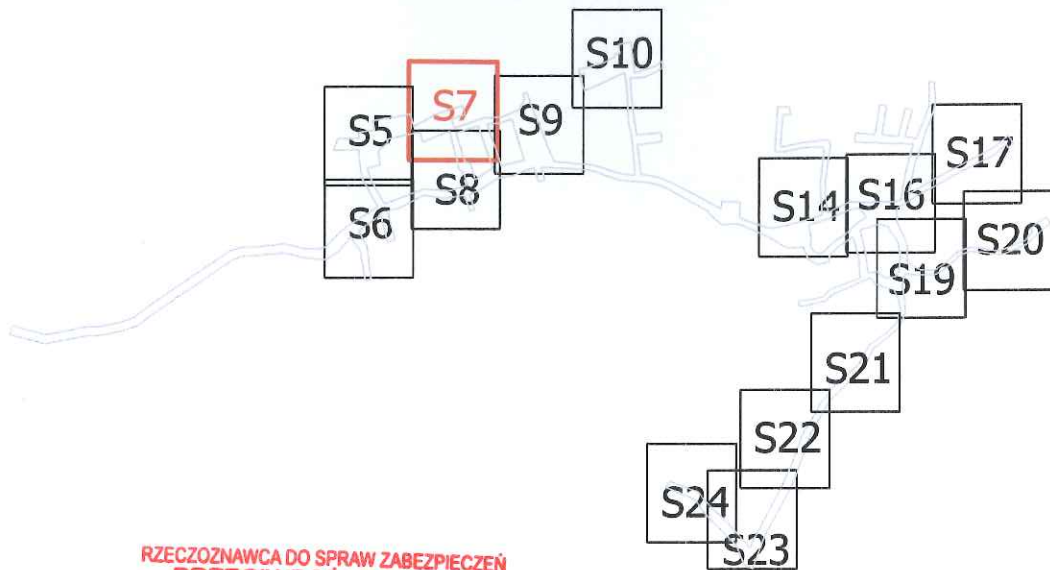 S10
S7
S9
S5
S8
S6
S17
S16
S14
S20
S19
S21
S22
S24
S23
RZECZOZNAWCA DO SPRAW ZABEZPIECZEŃ